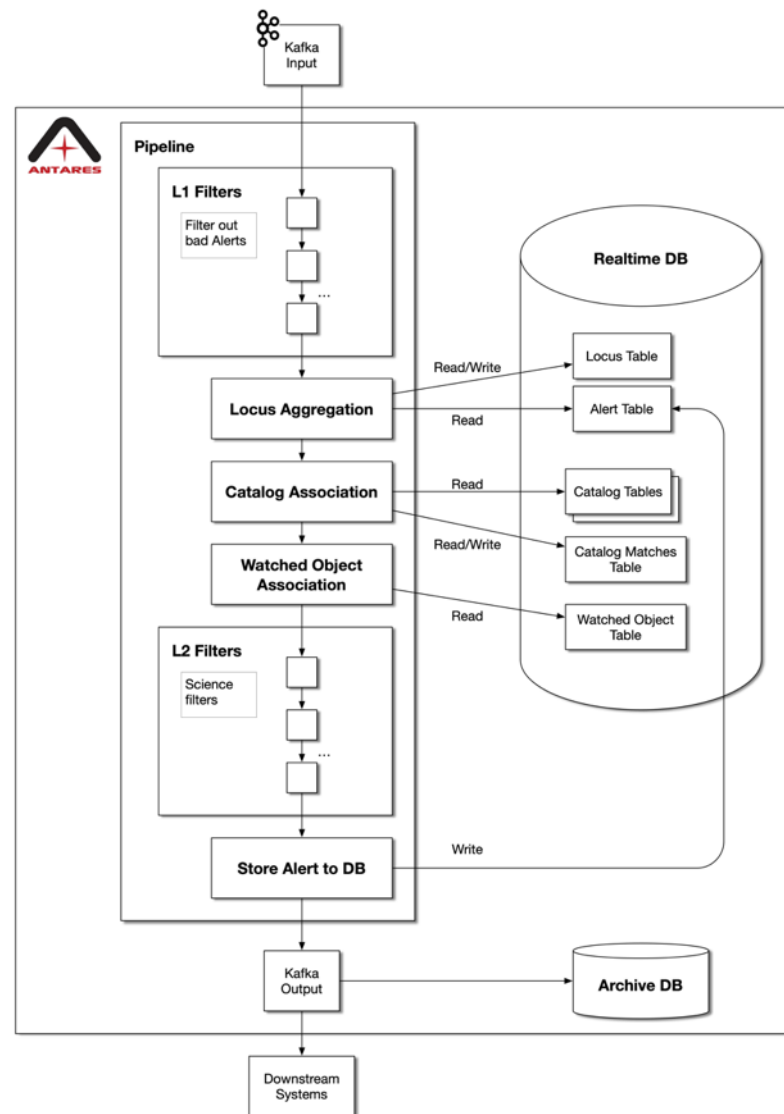 Kafka
Input
ANTARES
Pipeline
L1 Filters
Filter out
bad Alerts
...
Realtime DB
Locus Table
Read/Write
Locus Aggregation
Alert Table
Read
Catalog Association
Read
Catalog Tables
Read/Write
Catalog Matches
Table
Watched Object
Association
Read
Watched Object
Table
L2 Filters
Science
filters
...
Store Alert to DB
Write
Kafka
Output
Archive DB
Downstream
Systems